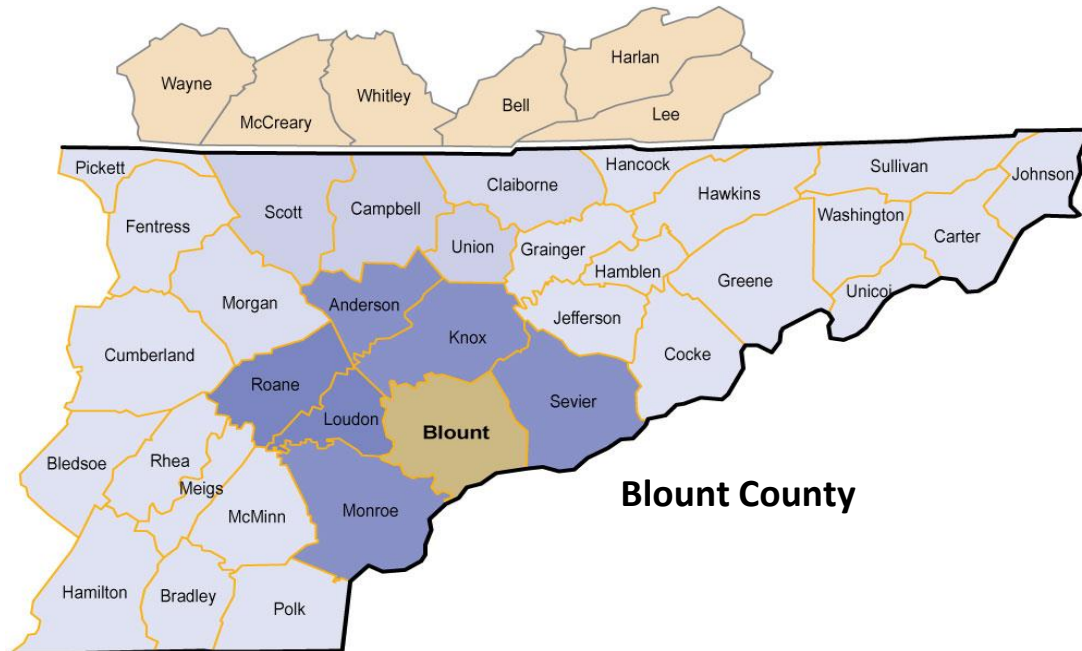 Harlan
Wayne
Whitley
Bell
Lee
McCreary
Pickett
Hancock
Sullivan
Johnson
Claiborne
Hawkins
Scott
Campbell
Washington
Fentress
Union
Grainger
Carter
Hamblen
Greene
Unicoi
Morgan
Anderson
Jefferson
Knox
Cumberland
Cocke
Roane
Sevier
Loudon
Blount
Rhea
Bledsoe
Meigs
Blount County
McMinn
Monroe
Hamilton
Bradley
Polk